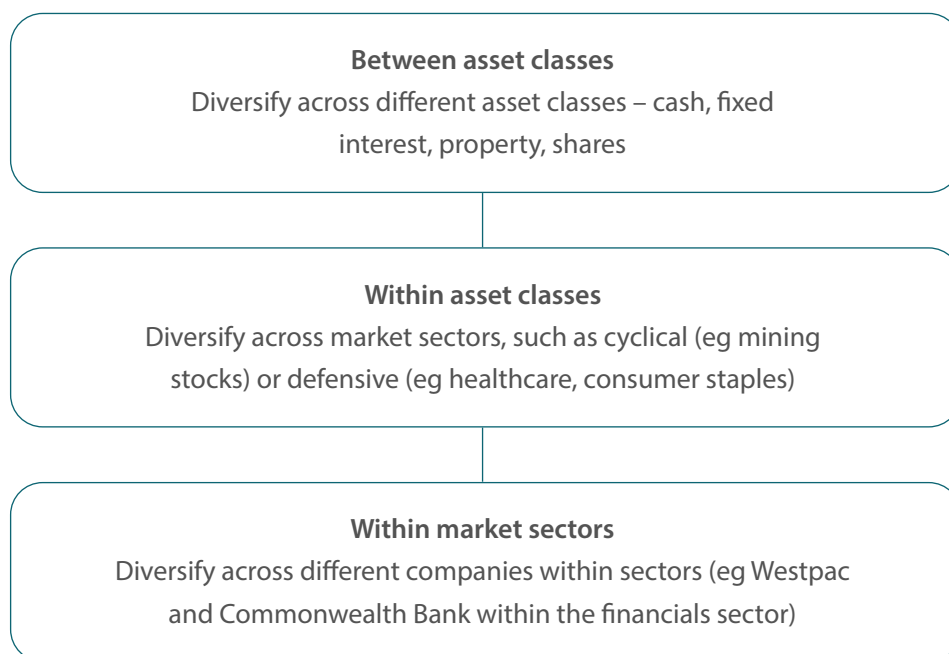 Between asset classes
Diversify across different asset classes – cash, fixed
interest, property, shares
Within asset classes
Diversify across market sectors, such as cyclical (eg mining
stocks) or defensive (eg healthcare, consumer staples)
Within market sectors
Diversify across different companies within sectors (eg Westpac
and Commonwealth Bank within the financials sector)